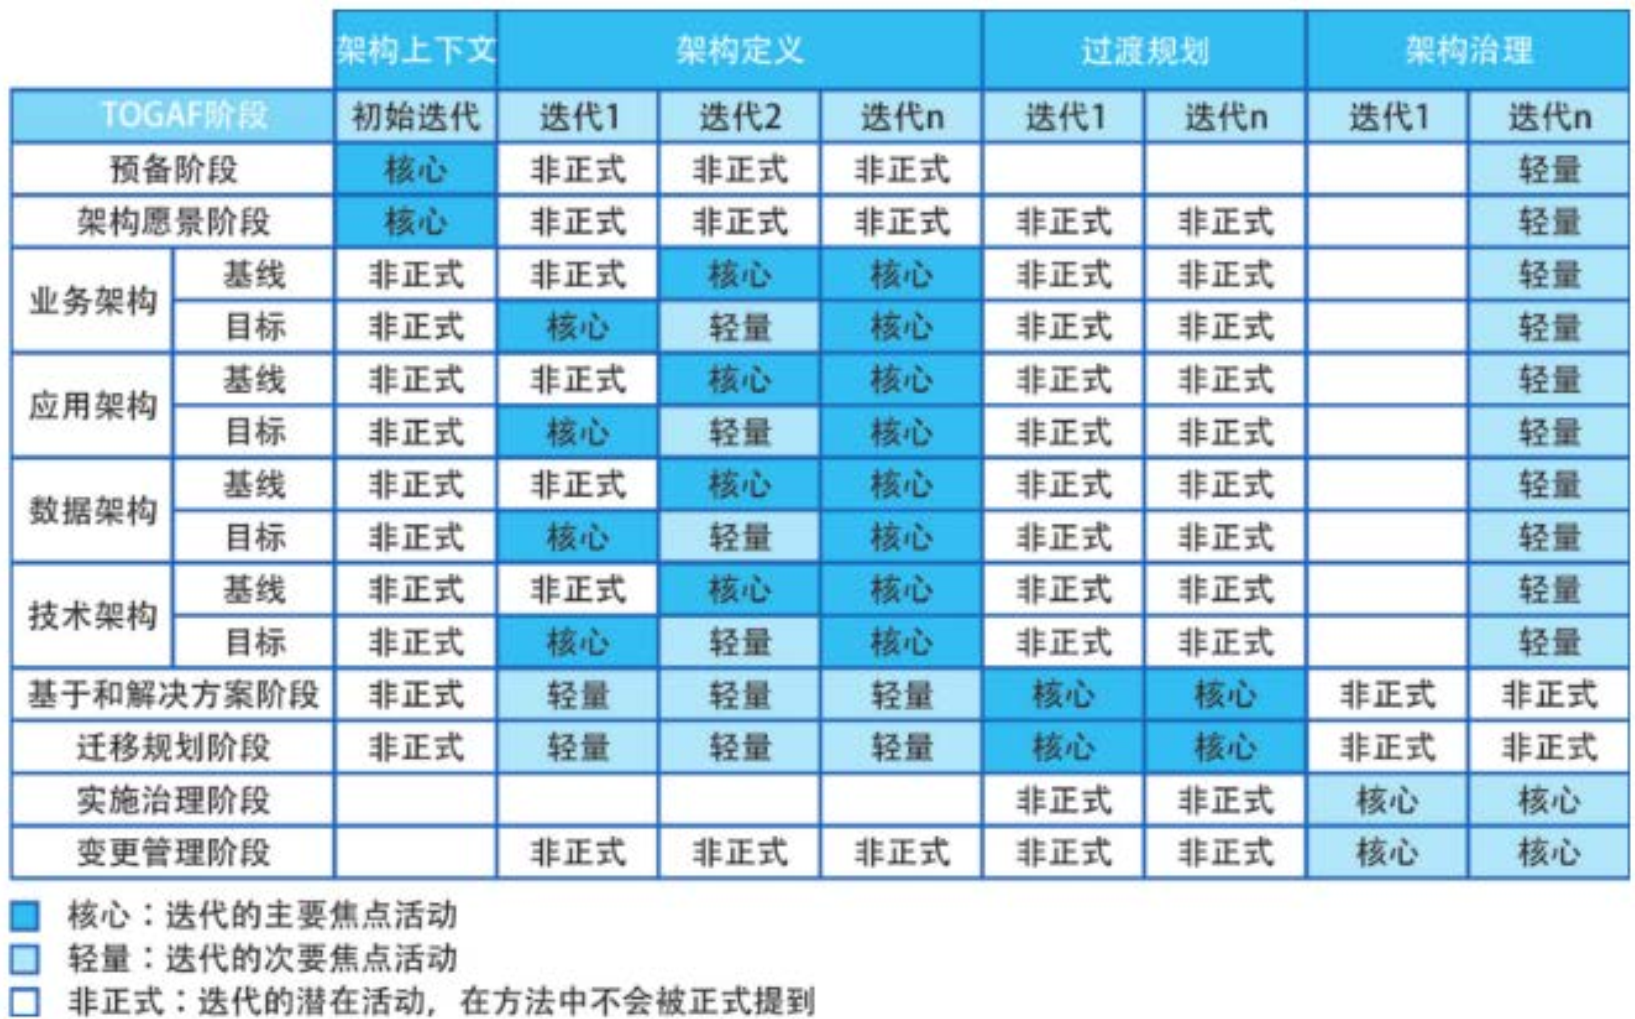 架构上下文 架构定义 过渡规划 架构治理
TOGAF阶段 初始迭代 迭代1 迭代2 迭代n 迭代1 迭代n 迭代1 迭代n
预备阶段 核心 非正式 非正式 非正式 轻量
架构愿景阶段 核心 非正式 非正式 非正式 非正式 非正式 轻量
业务架构 基线 非正式 非正式 核心 核心 非正式 非正式 轻量
目标 非正式 核心 轻量 核心 非正式 非正式 轻量
应用架构 基线 非正式 非正式 核心 核心 非正式 非正式 轻量
目标 非正式 核心 轻量 核心 非正式 非正式 轻量
数据架构 基线 非正式 非正式 核心 核心 非正式 非正式 轻量
目标 非正式 核心 轻量 核心 非正式 非正式 轻量
技术架构 基线 非正式 非正式 核心 核心 非正式 非正式 轻量
目标 非正式 核心 轻量 核心 非正式 非正式 轻量
基于和解决方案阶段 非正式 轻量 轻量 轻量 核心 核心 非正式 非正式
迁移规划阶段 非正式 轻量 轻量 轻量 核心 核心 非正式 非正式
实施治理阶段 非正式 非正式 核心 核心
变更管理阶段 非正式 非正式 非正式 非正式 非正式 核心 核心
核心：迭代的主要焦点活动
轻量：迭代的次要焦点活动
非正式：迭代的潜在活动，在方法中不会被正式提到